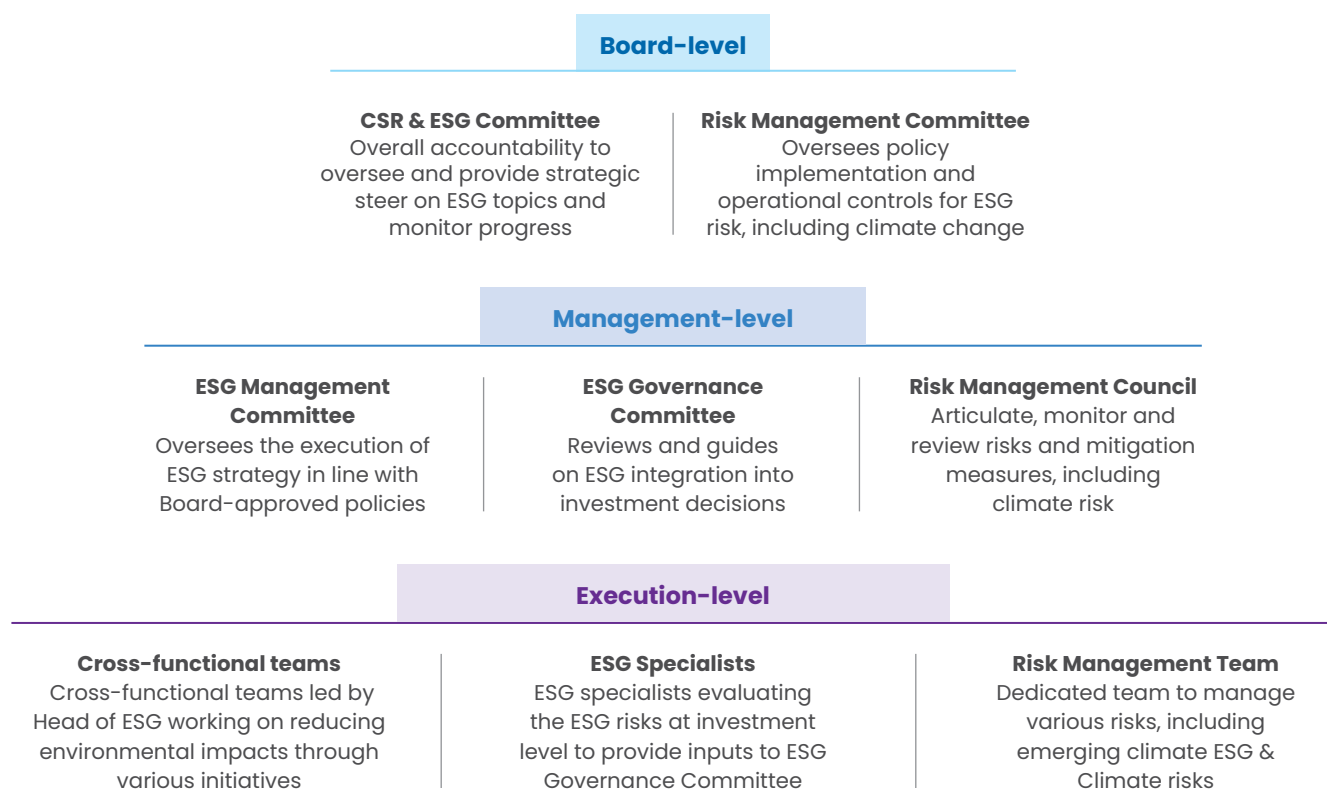 Board-level
CSR & ESG Committee
Overall accountability to
oversee and provide strategic
steer on ESG topics and
monitor progress
Risk Management Committee
Oversees policy
implementation and
operational controls for ESG
risk, including climate change
Management-level
ESG Management
Committee
Oversees the execution of
ESG strategy in line with
Board-approved policies
ESG Governance
Committee
Reviews and guides
on ESG integration into
investment decisions
Risk Management Council
Articulate, monitor and
review risks and mitigation
measures, including
climate risk
Execution-level
Cross-functional teams
Cross-functional teams led by
Head of ESG working on reducing
environmental impacts through
various initiatives
ESG Specialists
ESG specialists evaluating
the ESG risks at investment
level to provide inputs to ESG
Governance Committee
Risk Management Team
Dedicated team to manage
various risks, including
emerging climate ESG &
Climate risks